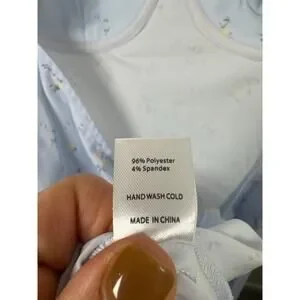 96% Polyester
4% Spandex
HAND WASH COLD
MADE IN CHINA